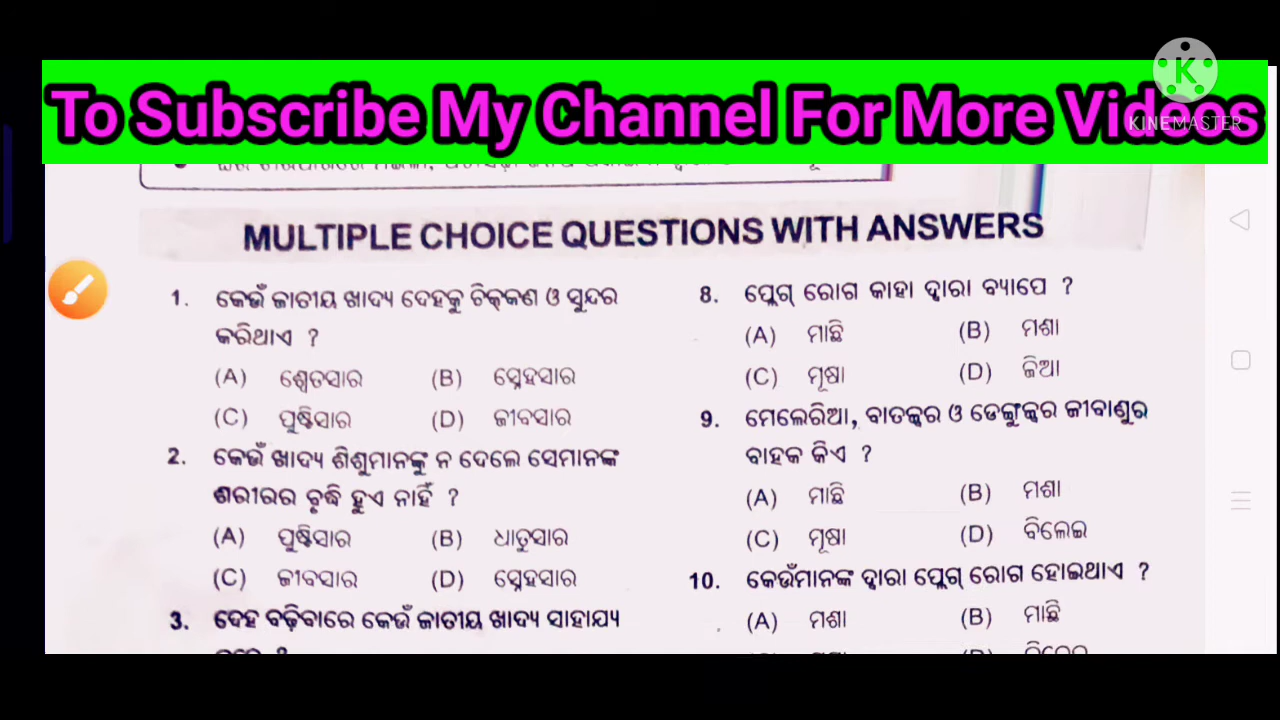 To Subscribe My Channel For More Videos
KINEMASTER
MULTIPLE CHOICE QUESTIONS WITH ANSWERS
1. କେଉଁ ଜାତୀୟ ଖାଦ୍ୟ ଦେହକୁ ଚିକ୍କଣ ଓ ସୁନ୍ଦର
କରିଥାଏ ?
(A) ଶ୍ୱେତସାର (B) ସ୍ନେହସାର
(C) ପୁଷ୍ଟିସାର (D) ଜୀବସାର
2. କେଉଁ ଖାଦ୍ୟ ଶିଶୁମାନଙ୍କୁ ନ ଦେଲେ ସେମାନଙ୍କ
ଶରୀରର ବୃଦ୍ଧି ହୁଏ ନାହିଁ ?
(A) ପୁଷ୍ଟିସାର (B) ଧାତୁସାର
(C) ଜୀବସାର (D) ସ୍ନେହସାର
3. ଦେହ ବଢ଼ିବାରେ କେଉଁ ଜାତୀୟ ଖାଦ୍ୟ ସାହାଯ୍ୟ
8. ପ୍ଲେଗ୍ ରୋଗ କାହା ଦ୍ୱାରା ବ୍ୟାପେ ?
(A) ମାଛି (B) ମଶା
(C) ମୂଷା (D) ଜିଆ
9. ମେଲେରିଆ, ବାତଜ୍ୱର ଓ ଡେଙ୍ଗୁଜ୍ୱର ଜୀବାଣୁର
ବାହକ କିଏ ?
(A) ମାଛି (B) ମଶା
(C) ମୂଷା (D) ବିଲେଇ
10. କେଉଁମାନଙ୍କ ଦ୍ୱାରା ପ୍ଲେଗ୍ ରୋଗ ହୋଇଥାଏ ?
(A) ମଶା (B) ମାଛି